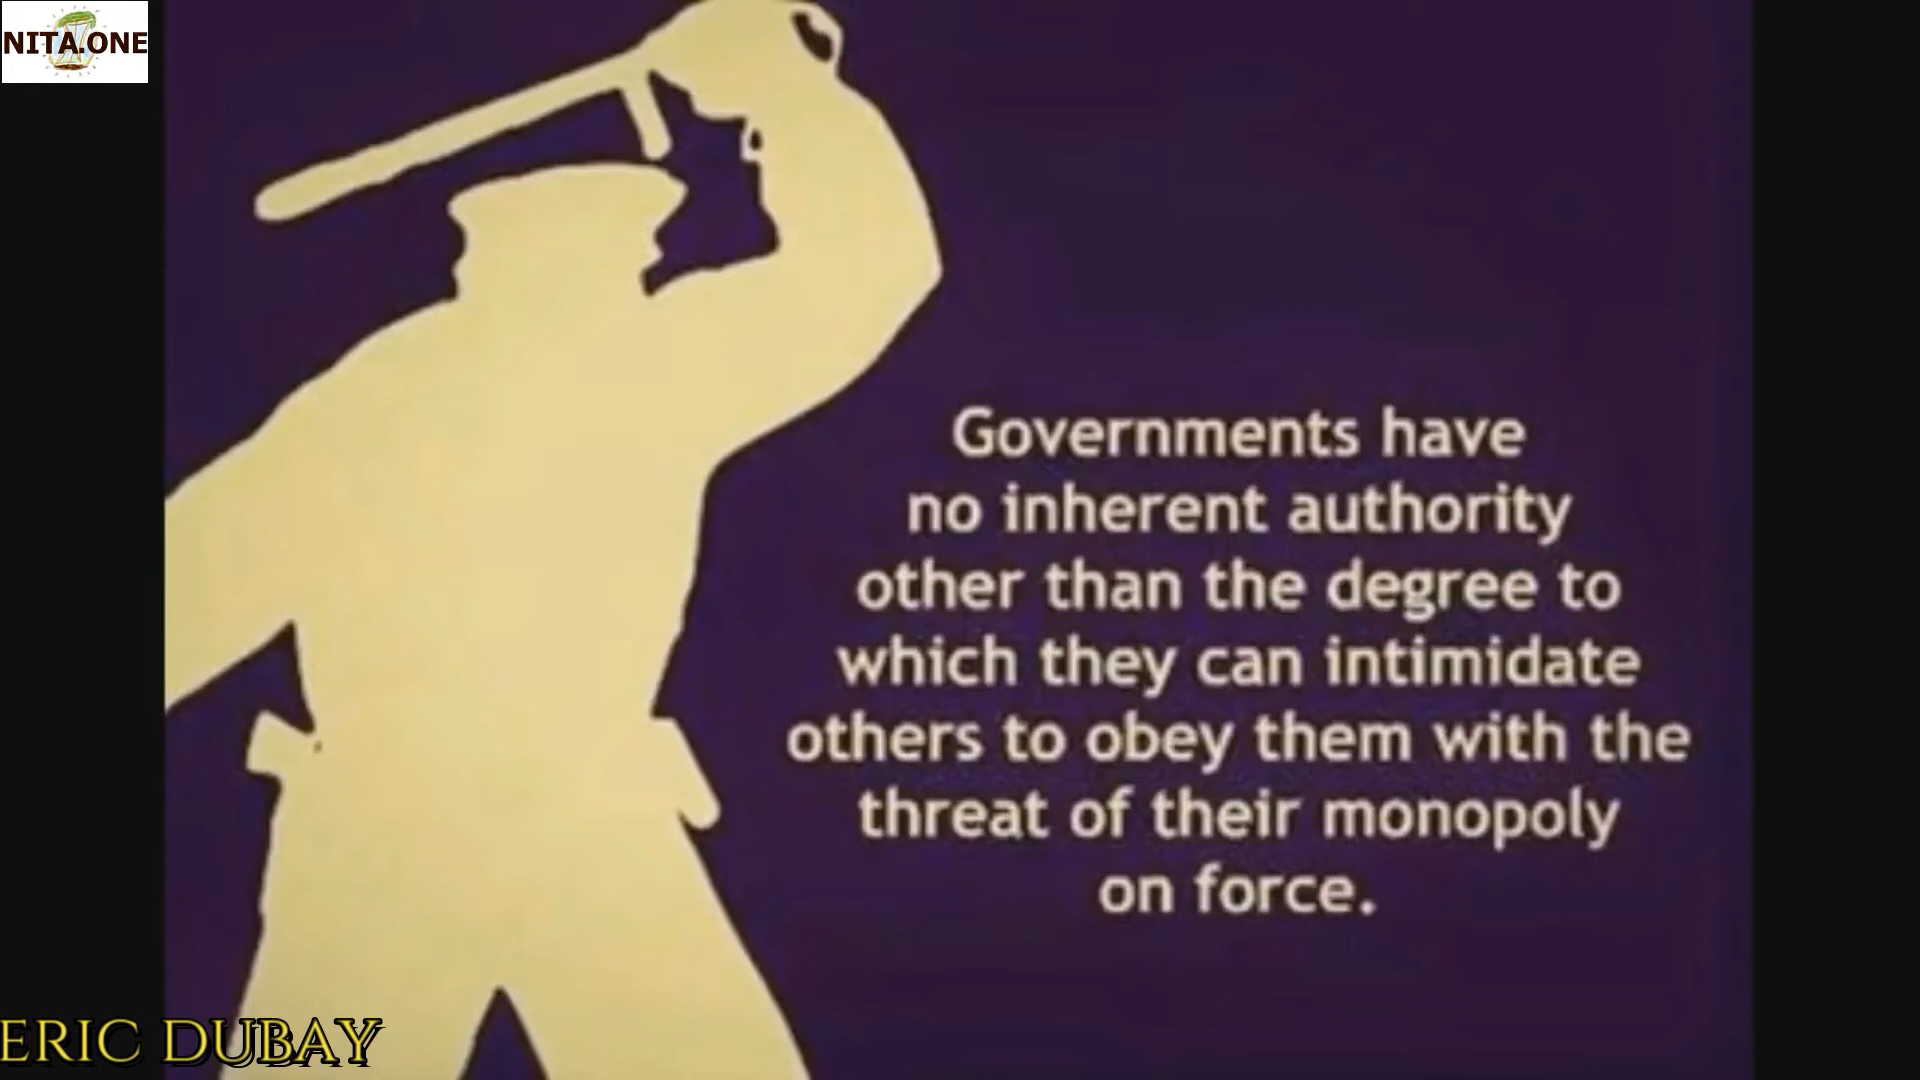 NITA.ONE
Governments have
no inherent authority
other than the degree to
which they can intimidate
others to obey them with the
threat of their monopoly
on force.
ERIC DUBAY